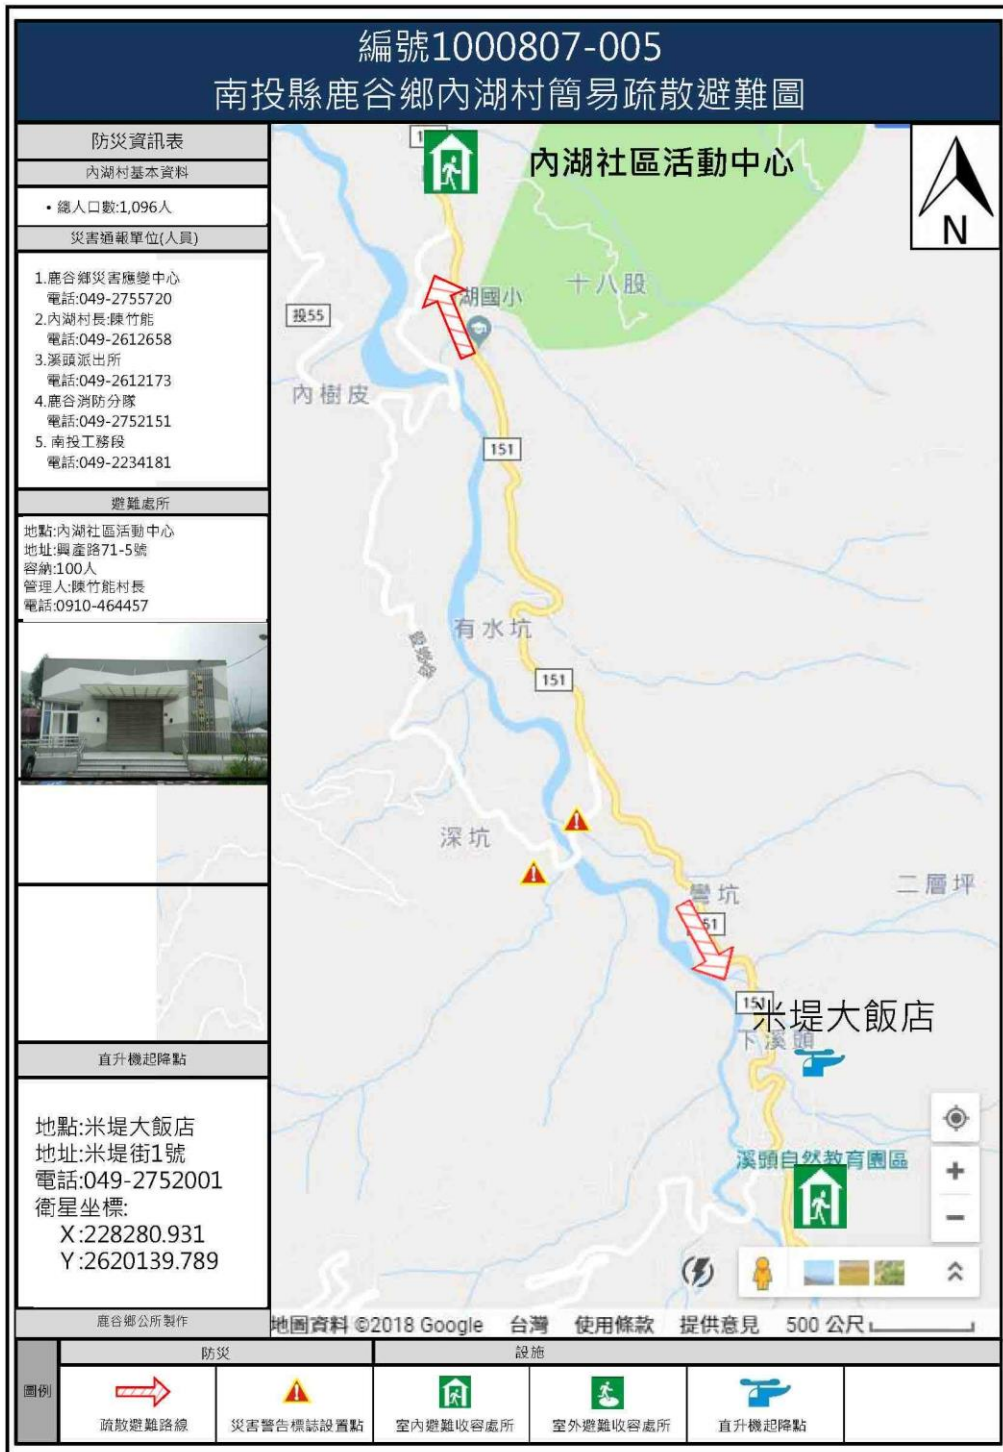 編號1000807-005
南投縣鹿谷鄉內湖村簡易疏散避難圖
防災資訊表
內湖村基本資料
• 總人口數:1,096人
災害通報單位(人員)
1.鹿谷鄉災害應變中心
電話:049-2755720
2.內湖村長:陳竹能
電話:049-2612658
3.溪頭派出所
電話:049-2612173
4.鹿谷消防分隊
電話:049-2752151
5. 南投工務段
電話:049-2234181
避難處所
地點:內湖社區活動中心
地址:興產路71-5號
容納:100人
管理人:陳竹能村長
電話:0910-464457
直升機起降點
地點:米堤大飯店
地址:米堤街1號
電話:049-2752001
衛星坐標:
X:228280.931
Y:2620139.789
鹿谷鄉公所製作
內湖社區活動中心
N
十八股
湖國小
投55
內樹皮
151
有水坑
151
深坑
彎坑
51
二層坪
151
米堤大飯店
下溪頭
溪頭自然教育園區
地圖資料 ©2018 Google 台灣 使用條款 提供意見 500 公尺
圖例
防災
設施
疏散避難路線
災害警告標誌設置點
室內避難收容處所
室外避難收容處所
直升機起降點